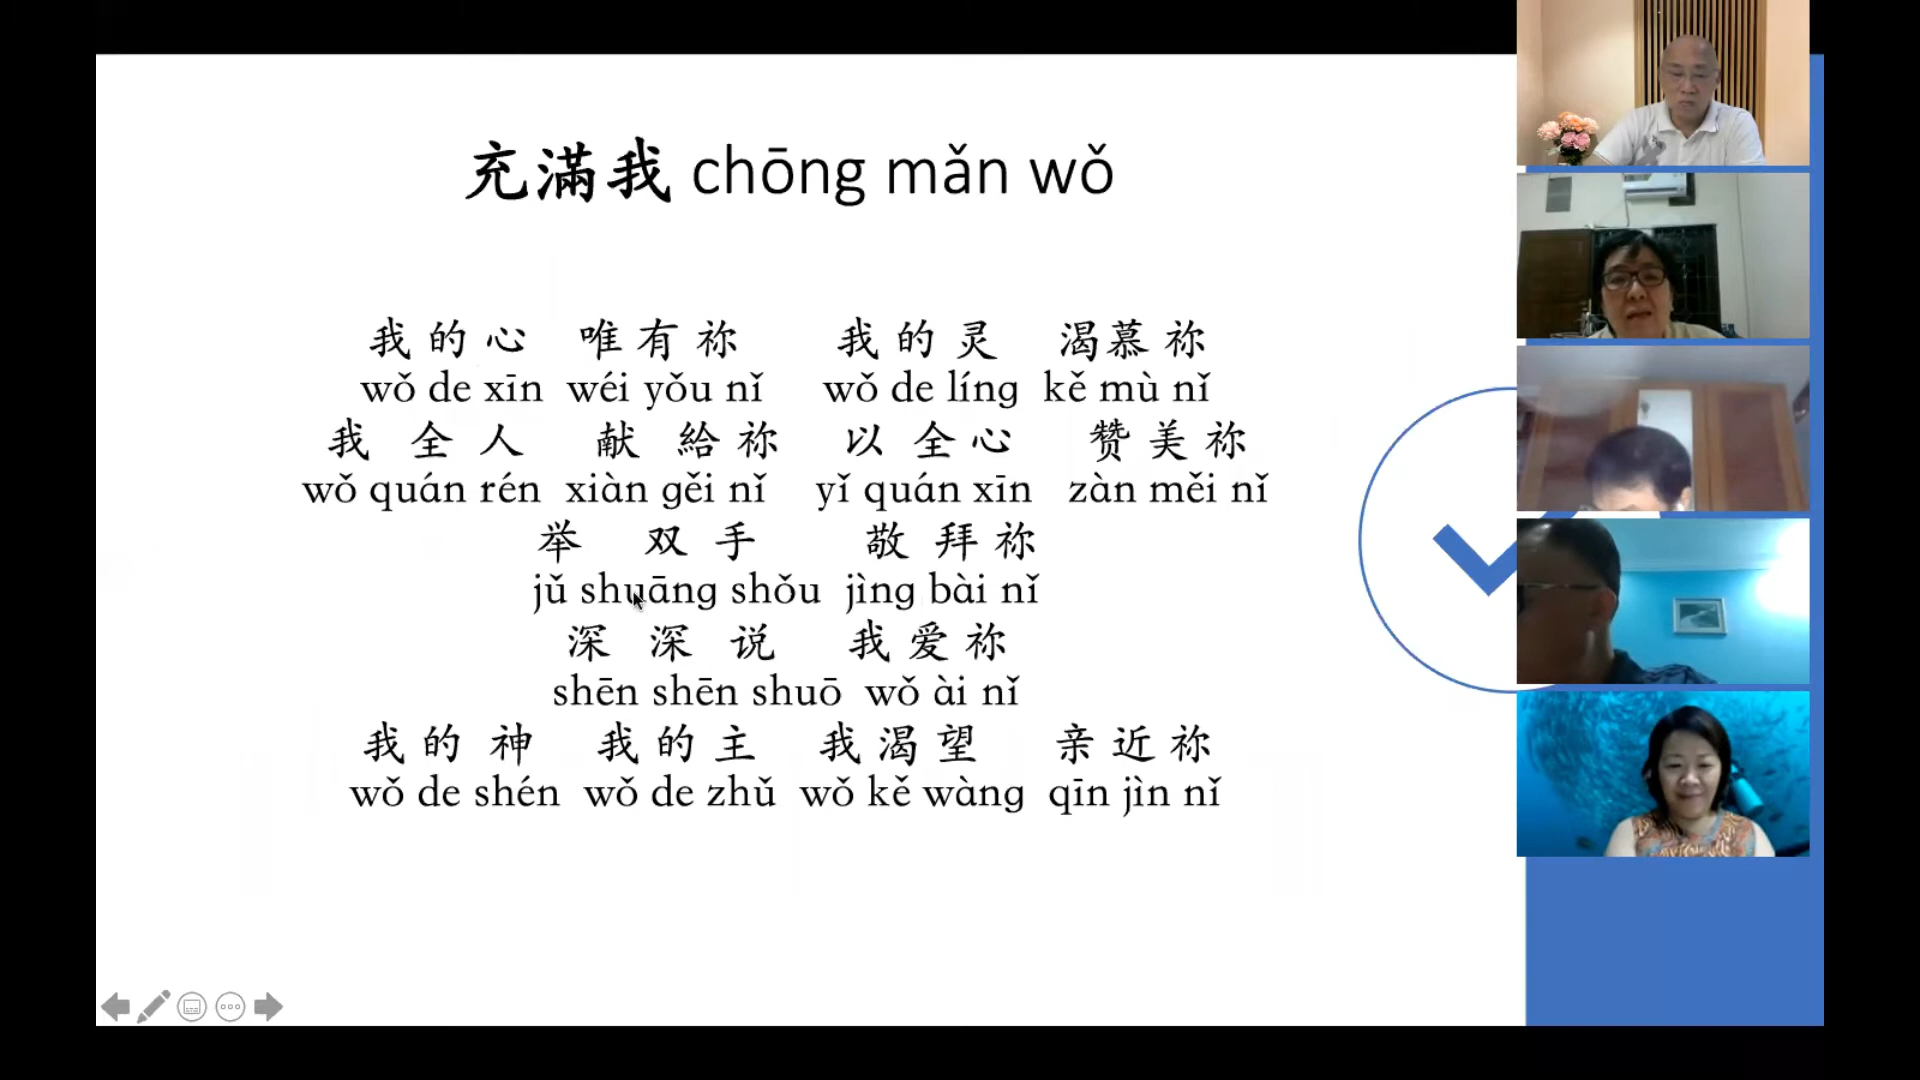 充滿我 chōng mǎn wǒ
我的心 唯有祢 我的灵 渴慕祢
wǒ de xīn wéi yǒu nǐ wǒ de líng kě mù nǐ
我全人 献給祢 以全心 赞美祢
wǒ quán rén xiàn gěi nǐ yǐ quán xīn zàn měi nǐ
举双手 敬拜祢
jǔ shuāng shǒu jìng bài nǐ
深深说 我爱祢
shēn shēn shuō wǒ ài nǐ
我的神 我的主 我渴望 亲近祢
wǒ de shén wǒ de zhǔ wǒ kě wàng qīn jìn nǐ